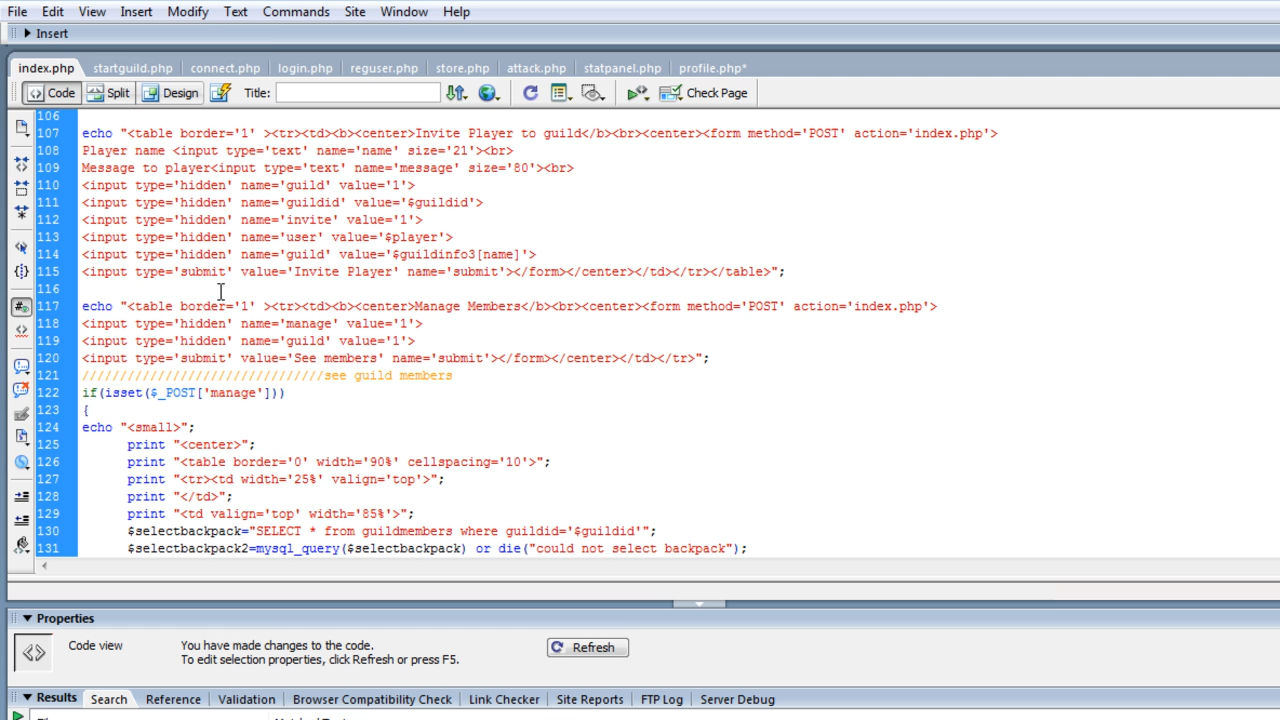 File Edit View Insert Modify Text Commands Site Window Help
Insert
index.php startguild.php connect.php login.php reguser.php store.php attack.php statpanel.php profile.php*
Code Split Design Title: Check Page
106
107 echo "<table border='1' ><tr><td><b><center>Invite Player to guild</b><br><center><form method='POST' action='index.php'>
108 Player name <input type='text' name='name' size='21'><br>
109 Message to player<input type='text' name='message' size='80'><br>
110 <input type='hidden' name='guild' value='1'>
111 <input type='hidden' name='guildid' value='$guildid'>
112 <input type='hidden' name='invite' value='1'>
113 <input type='hidden' name='user' value='$player'>
114 <input type='hidden' name='guild' value='$guildinfo3[name]'>
115 <input type='submit' value='Invite Player' name='submit'></form></center></td></tr></table>";
116
117 echo "<table border='1' ><tr><td><b><center>Manage Members</b><br><center><form method='POST' action='index.php'>
118 <input type='hidden' name='manage' value='1'>
119 <input type='hidden' name='guild' value='1'>
120 <input type='submit' value='See members' name='submit'></form></center></td></tr>";
121 ////////////////////////////////see guild members
122 if(isset($_POST['manage']))
123 {
124 echo "<small>";
125 print "<center>";
126 print "<table border='0' width='90%' cellspacing='10'>";
127 print "<tr><td width='25%' valign='top'>";
128 print "</td>";
129 print "<td valign='top' width='85%'>";
130 $selectbackpack="SELECT * from guildmembers where guildid='$guildid'";
131 $selectbackpack2=mysql_query($selectbackpack) or die("could not select backpack");
Properties
Code view You have made changes to the code. Refresh
To edit selection properties, click Refresh or press F5.
Results Search Reference Validation Browser Compatibility Check Link Checker Site Reports FTP Log Server Debug